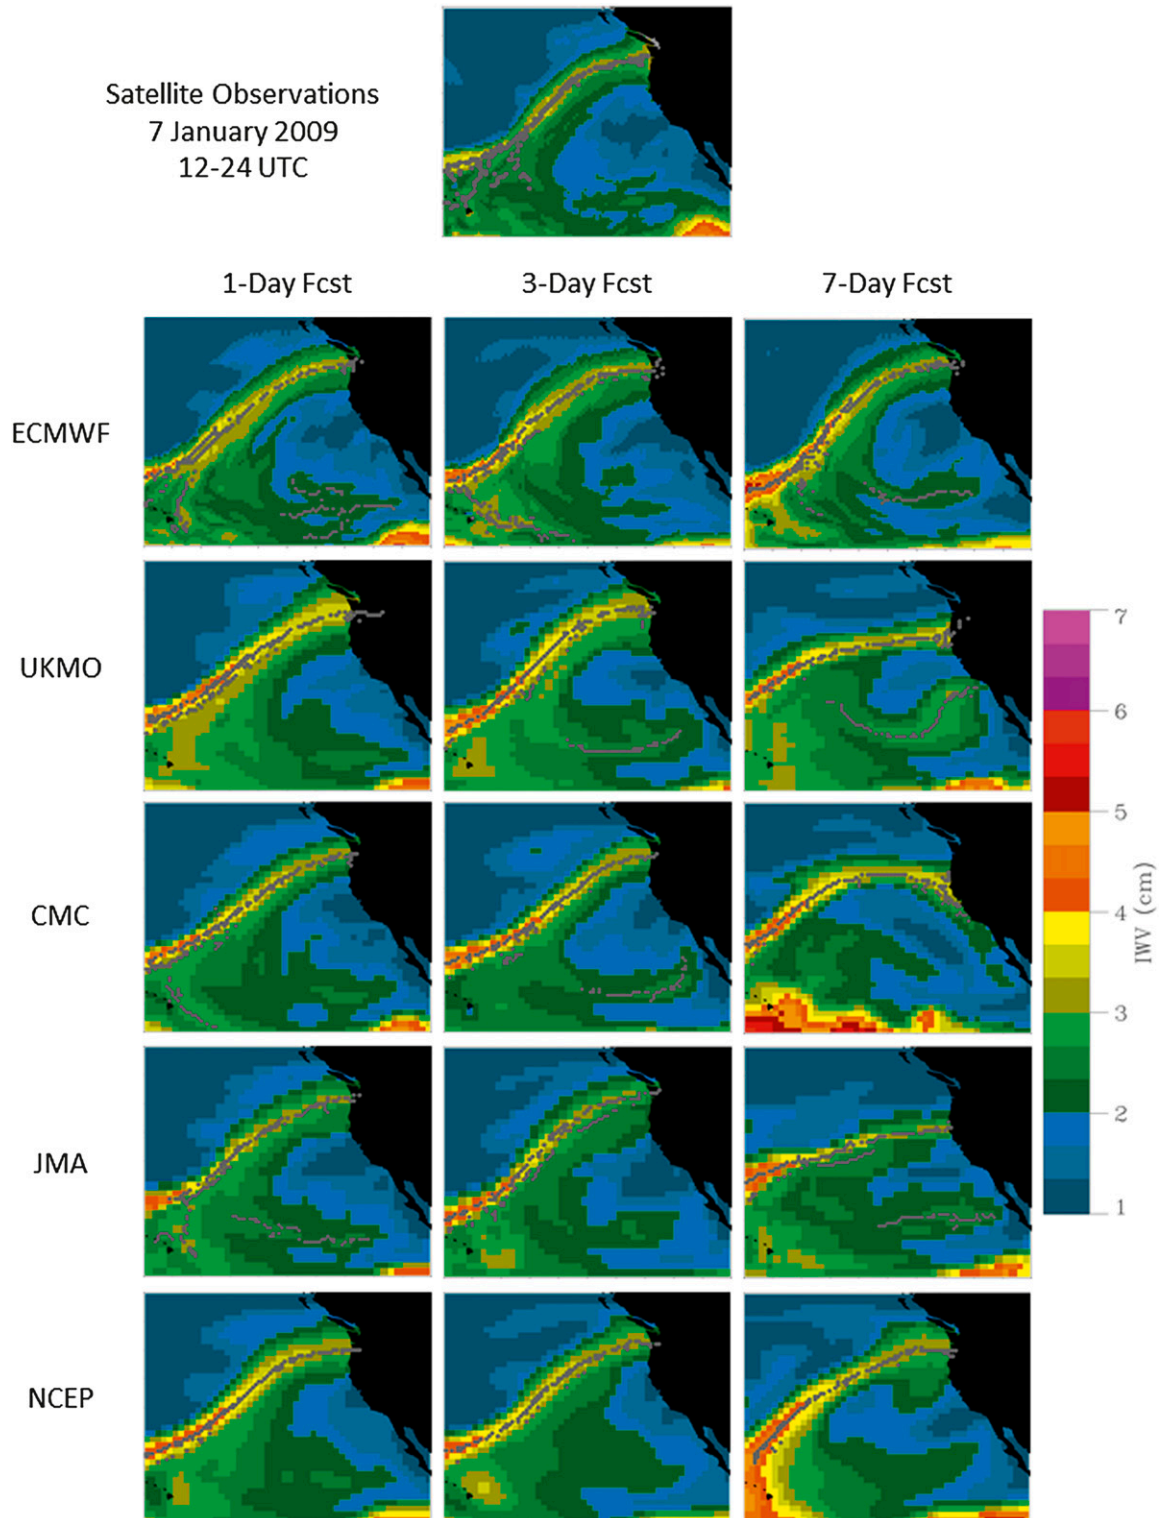 Satellite Observations
7 January 2009
12-24 UTC
1-Day Fcst
3-Day Fcst
7-Day Fcst
ECMWF
UKMO
CMC
JMA
NCEP
7
6
5
4
3
2
1
IWV (cm)